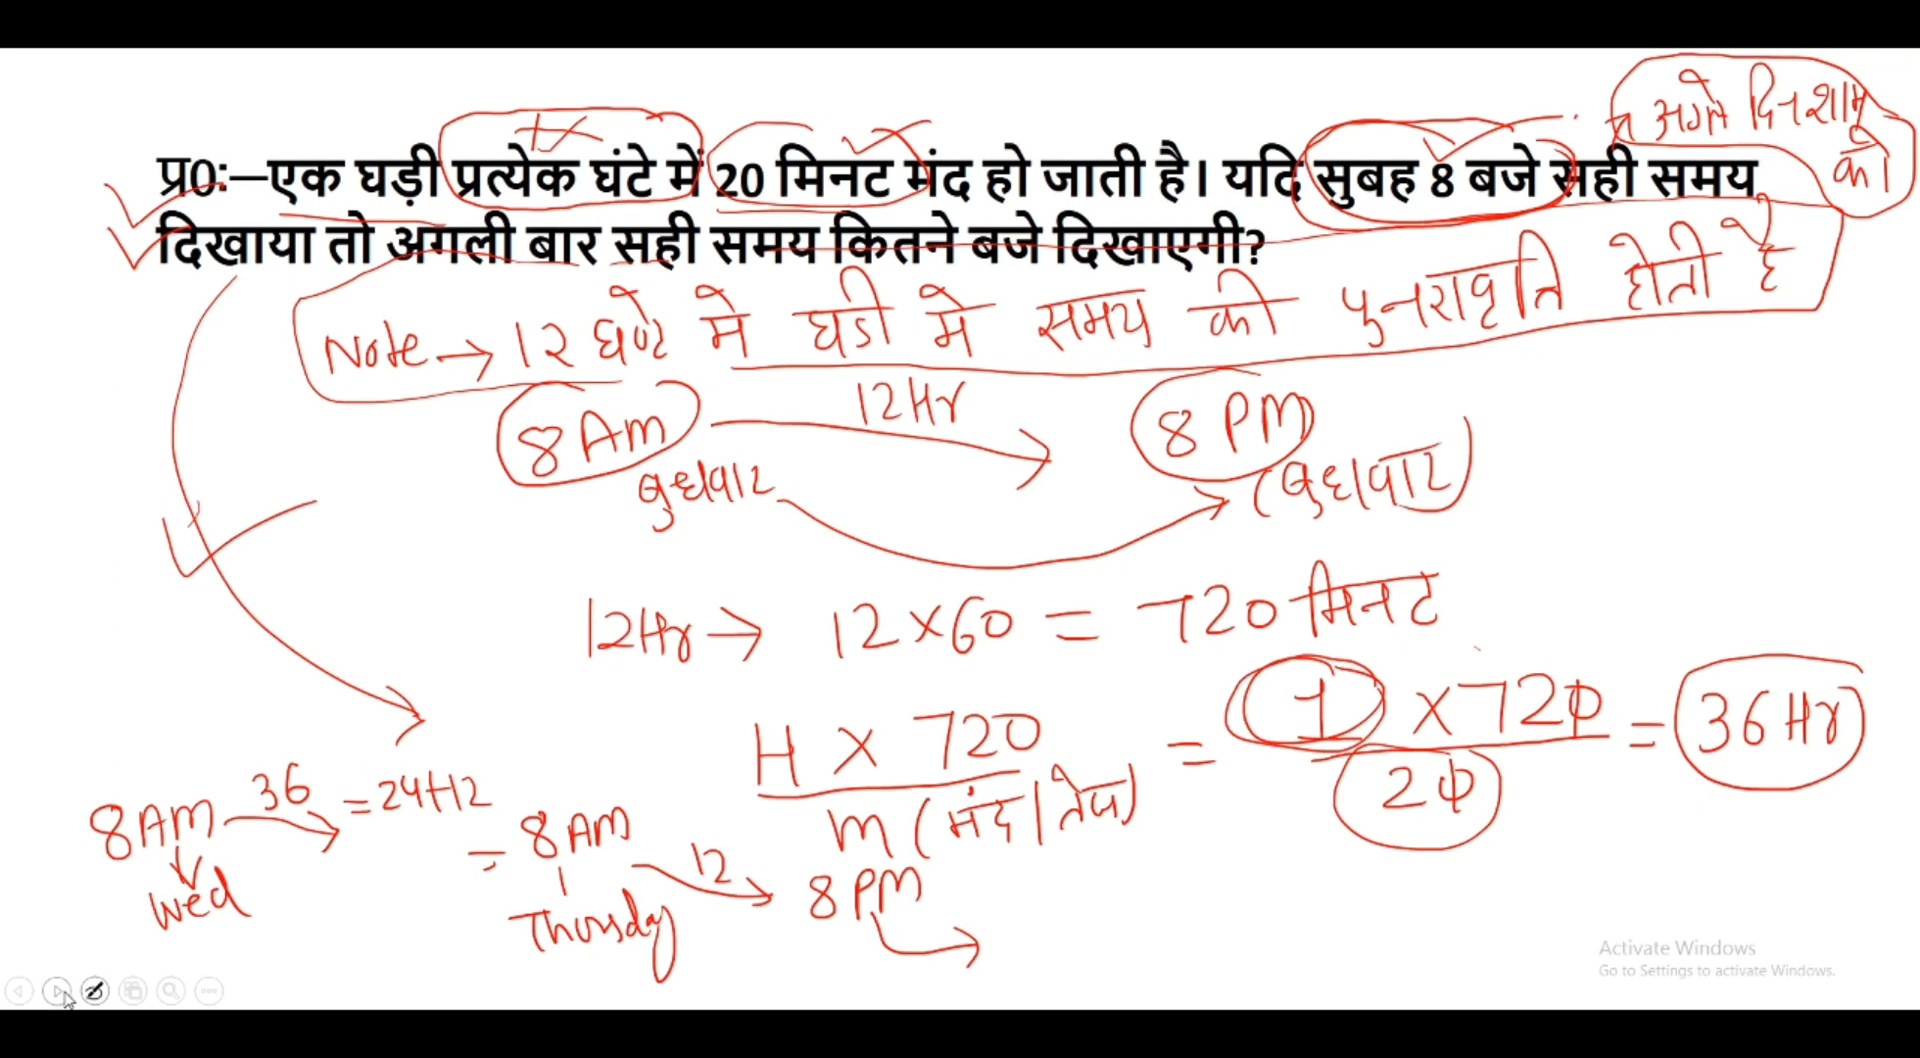 अगले दिन शाम
को।
प्र0:–एक घड़ी प्रत्येक घंटे में 20 मिनट मंद हो जाती है। यदि सुबह 8 बजे सही समय
दिखाया तो अगली बार सही समय कितने बजे दिखाएगी?
Note → 12 घण्टे मे घडी मे समय की पुनरावृत्ति होती है
8 Am 12Hr 8 PM
बुधवार (बुधवार)
12Hr → 12×60 = 720 मिनट
H × 720 = 1 × 720 = 36 Hr
m (मंद/तेज) 20
8AM 36 = 24+12 = 8 AM 12 8 PM
Wed Thursday
Activate Windows
Go to Settings to activate Windows.